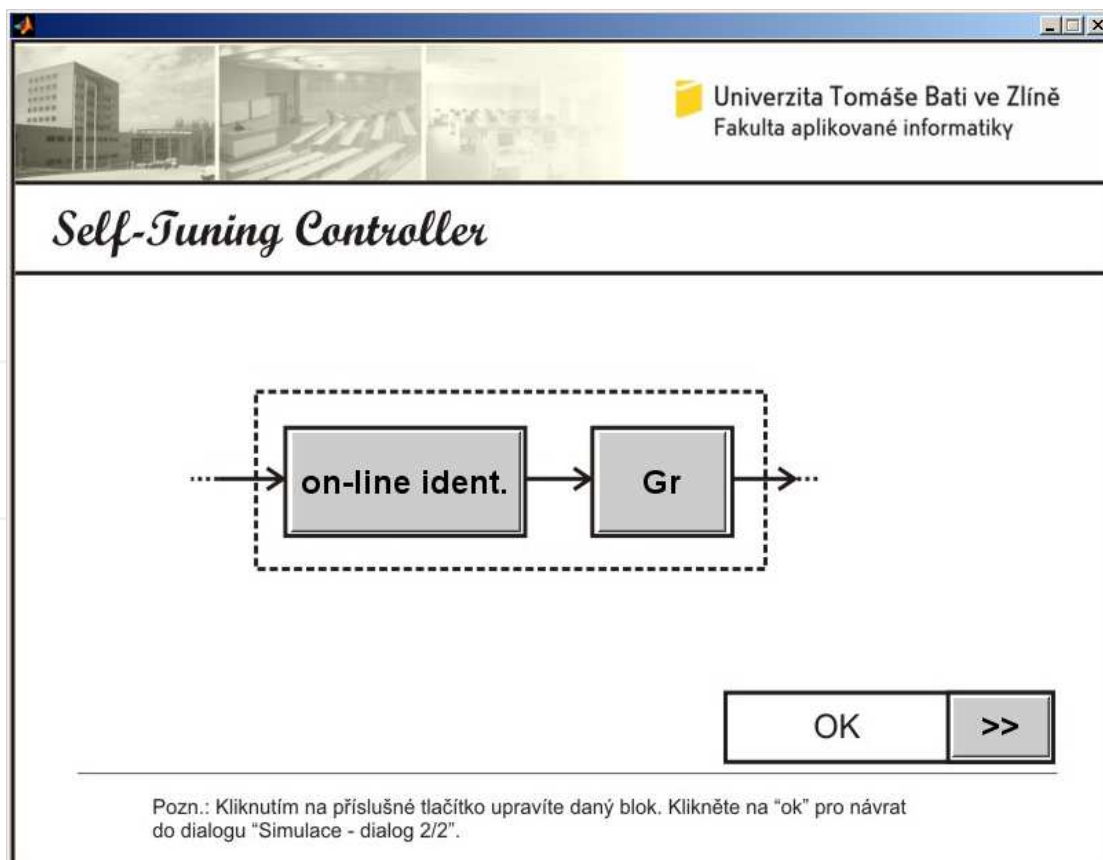 Univerzita Tomáše Bati ve Zlíně
Fakulta aplikované informatiky
Self-Tuning Controller
on-line ident.
Gr
OK
>>
Pozn.: Kliknutím na příslušné tlačítko upravíte daný blok. Klikněte na “ok” pro návrat
do dialogu “Simulace - dialog 2/2”.